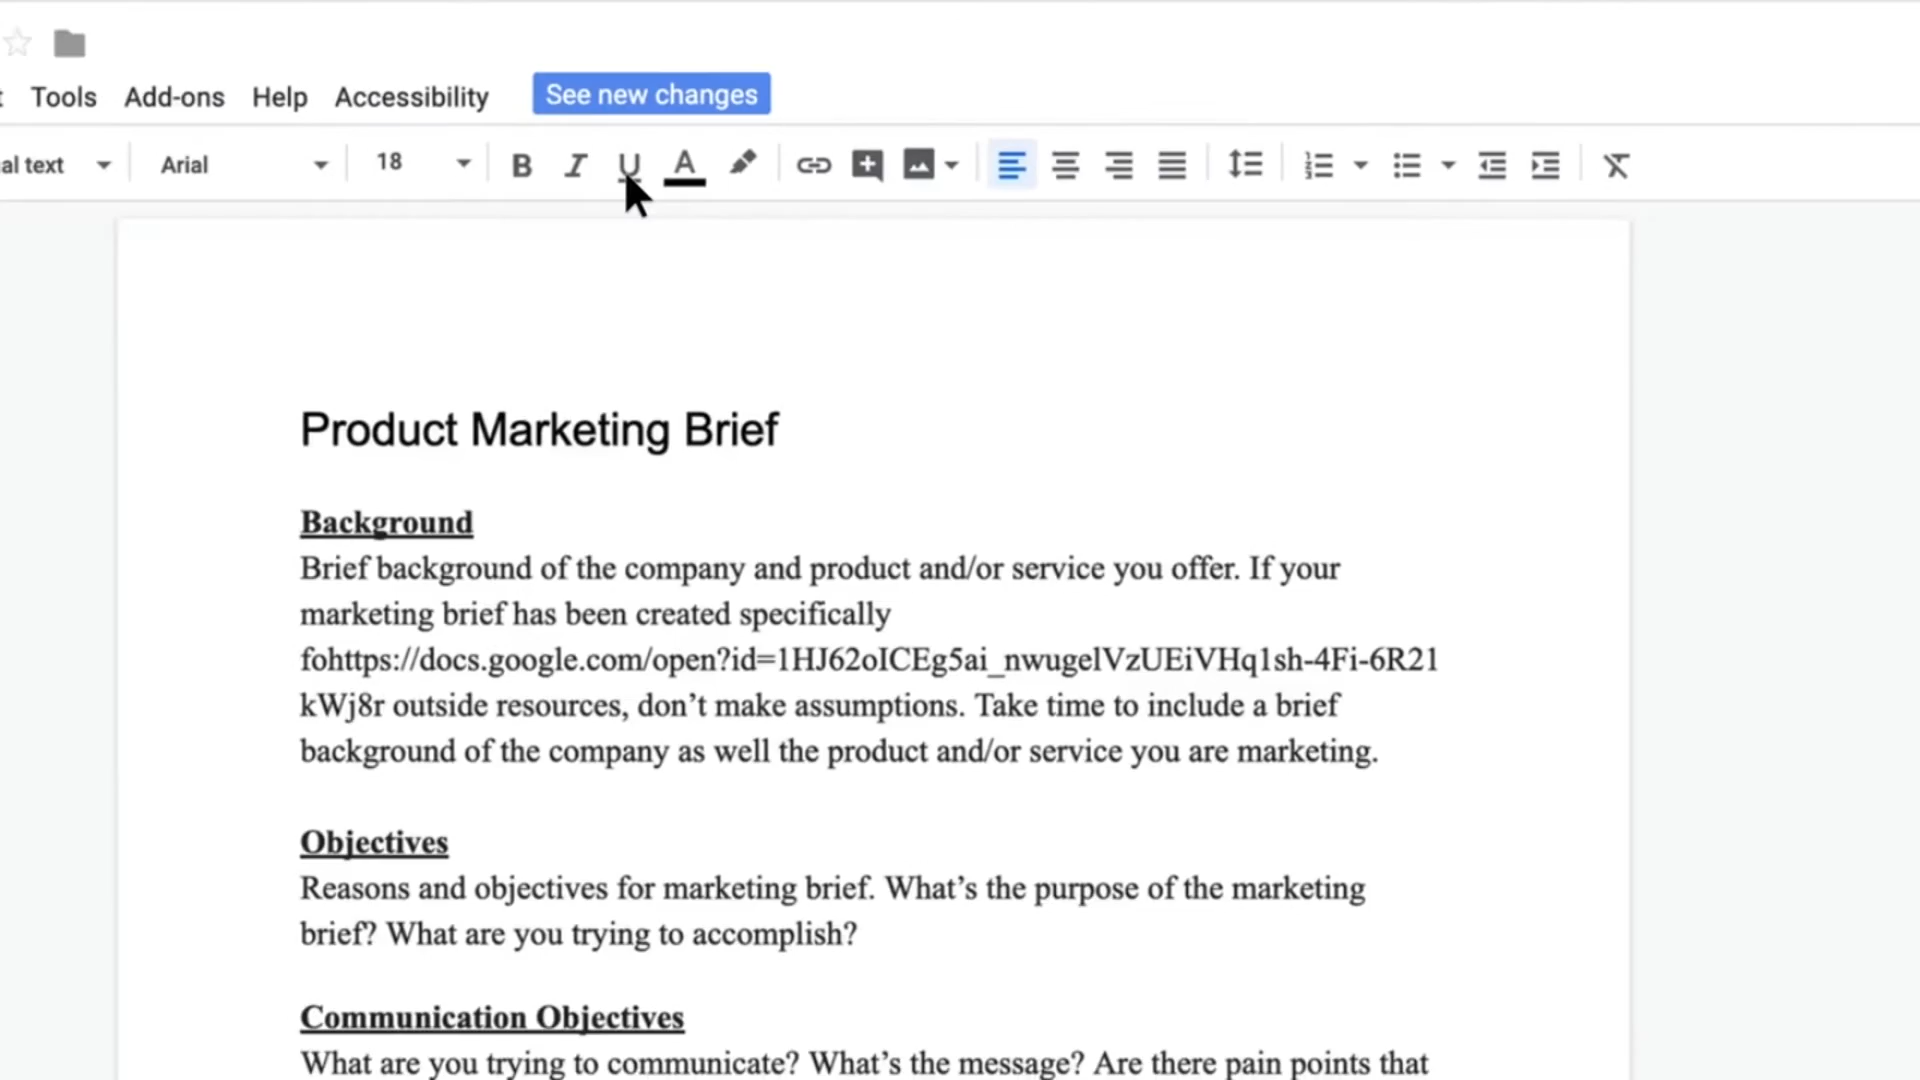 Tools Add-ons Help Accessibility See new changes
al text Arial 18 B I U A
Product Marketing Brief
Background
Brief background of the company and product and/or service you offer. If your
marketing brief has been created specifically
fohttps://docs.google.com/open?id=1HJ62oICEg5ai_nwugelVzUEiVHq1sh-4Fi-6R21
kWj8r outside resources, don’t make assumptions. Take time to include a brief
background of the company as well the product and/or service you are marketing.
Objectives
Reasons and objectives for marketing brief. What’s the purpose of the marketing
brief? What are you trying to accomplish?
Communication Objectives
What are you trying to communicate? What’s the message? Are there pain points that